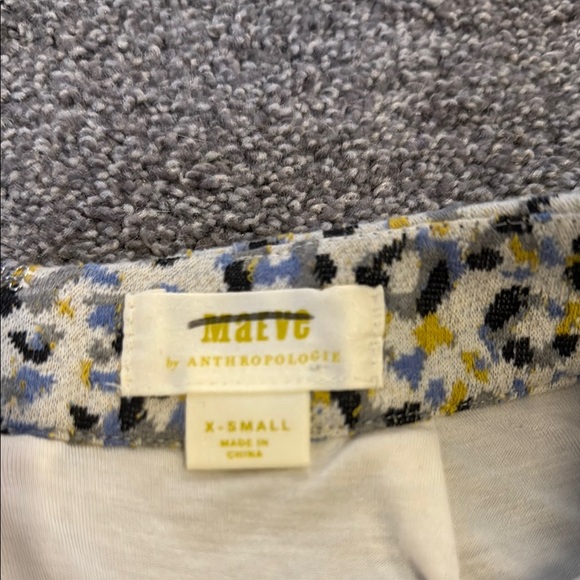 MAEVE
by ANTHROPOLOGIE
X-SMALL
MADE IN
CHINA